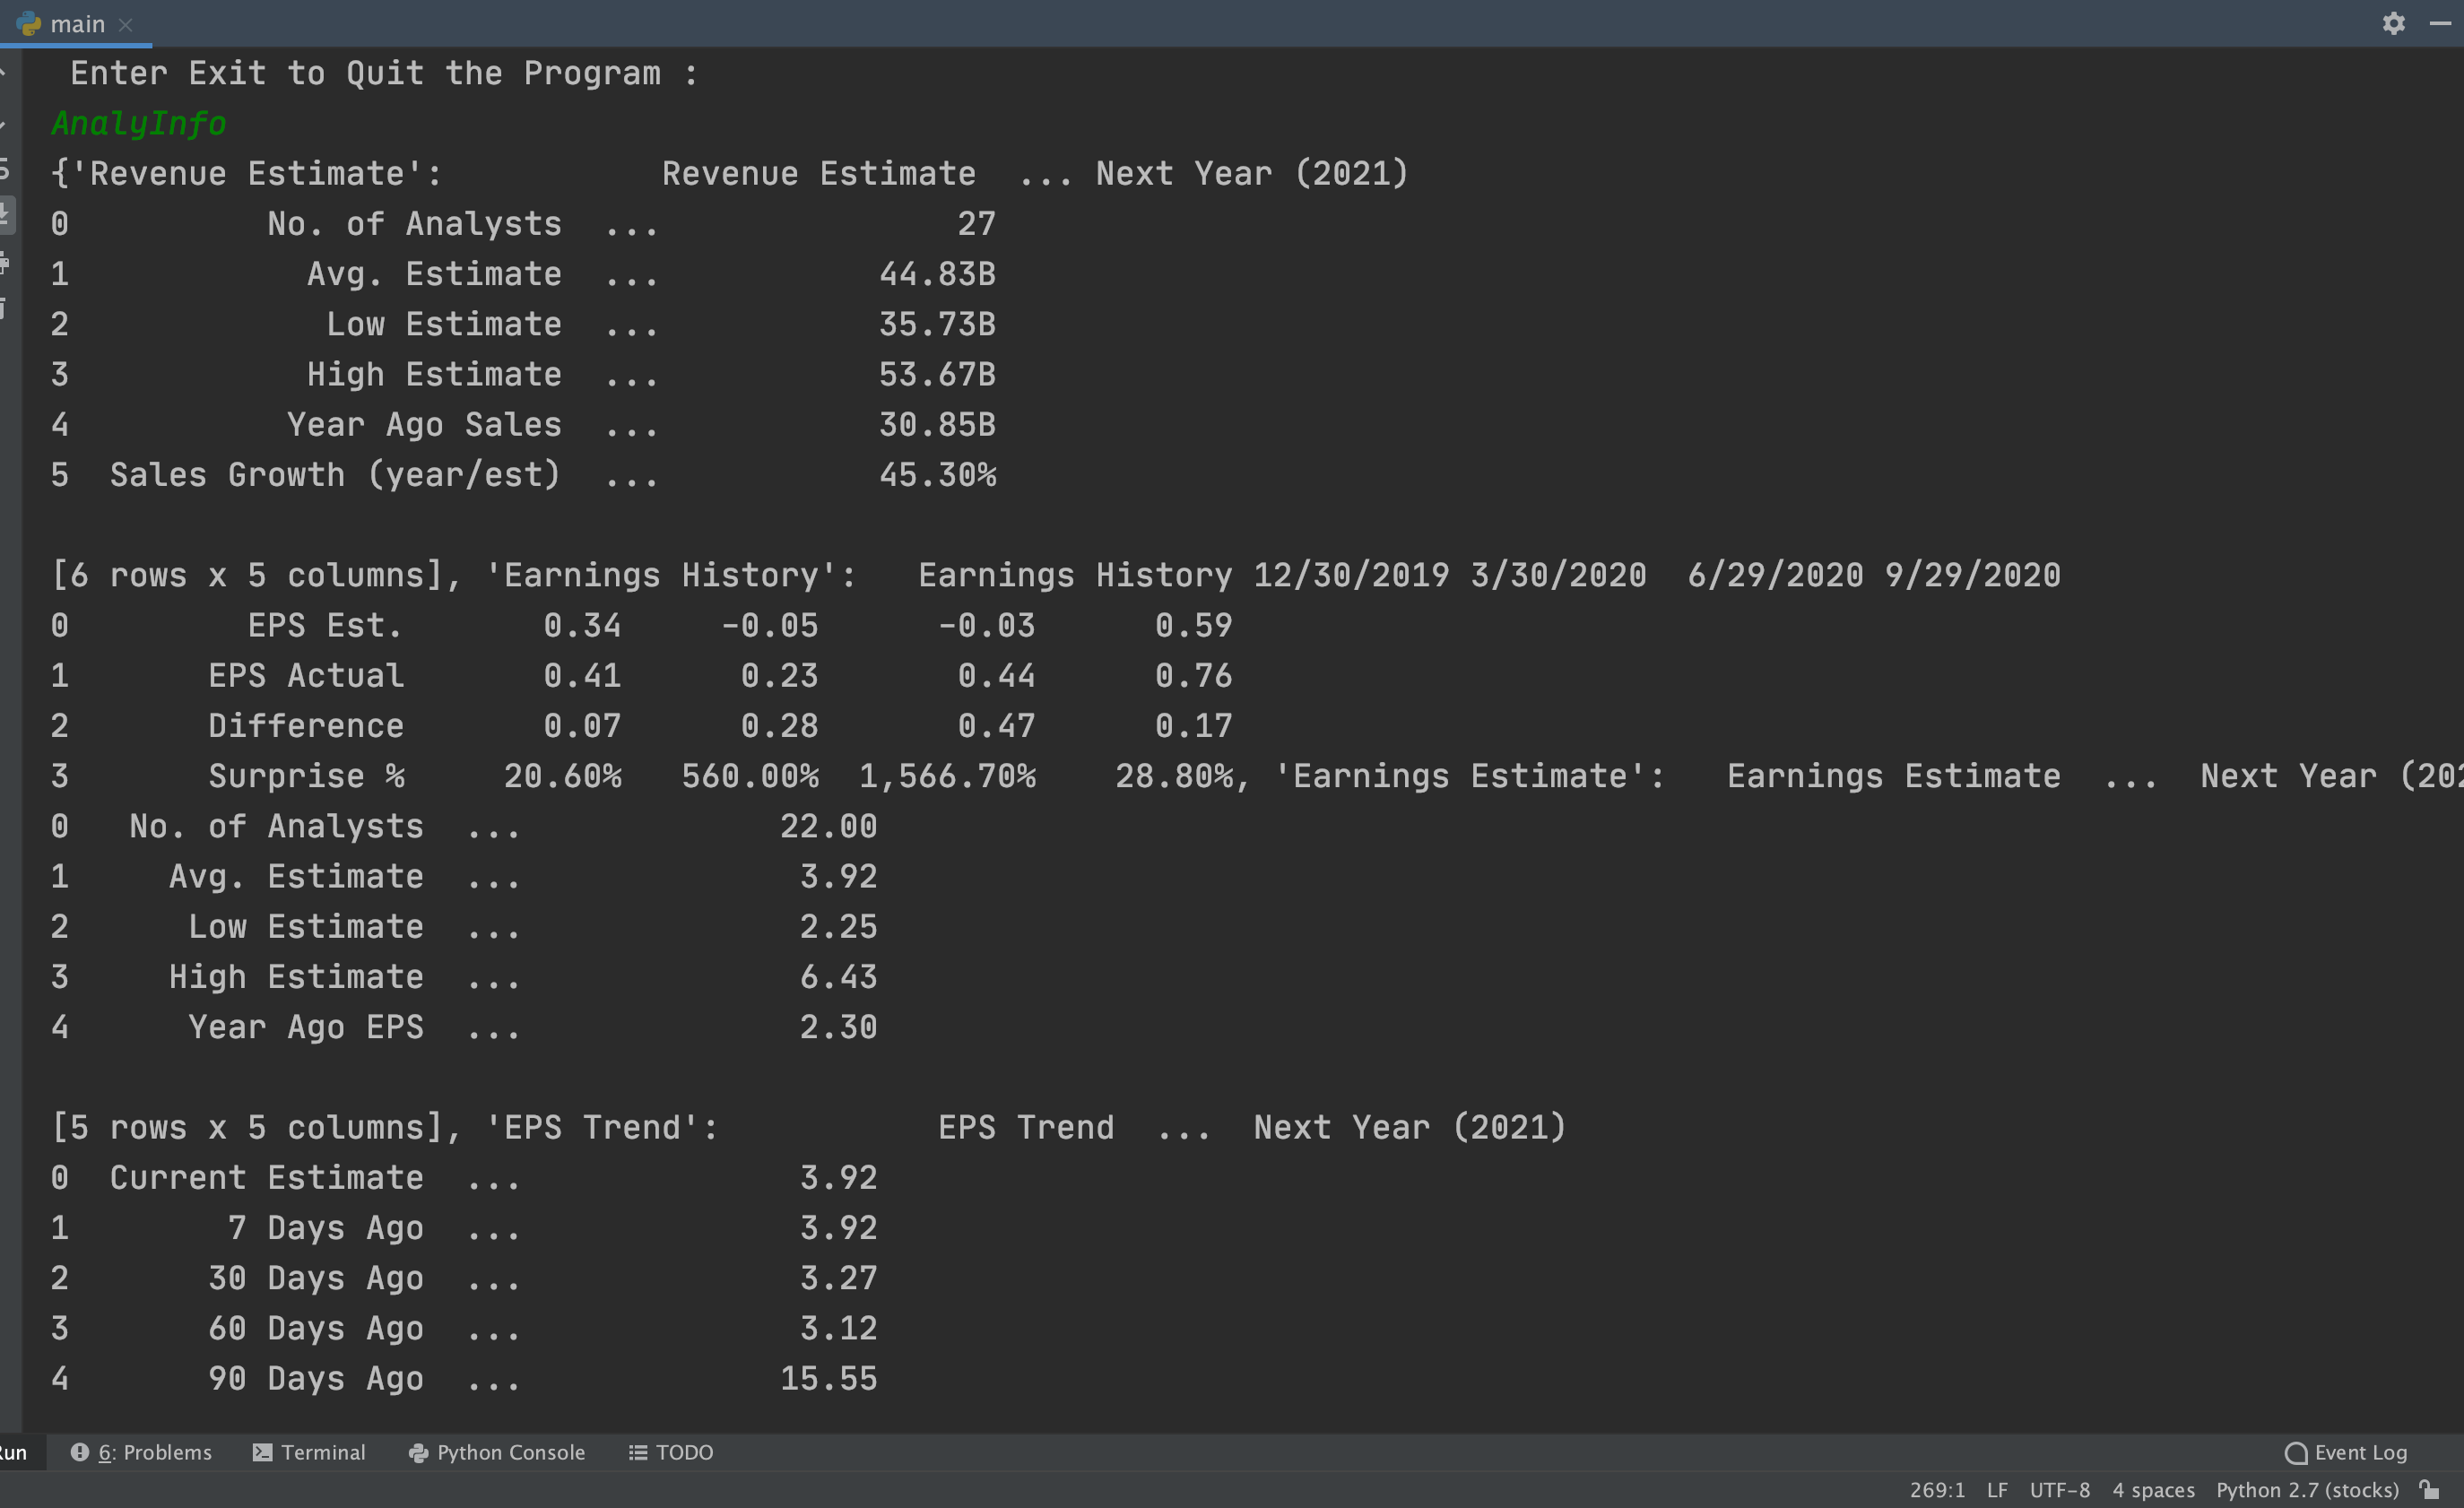 main
Enter Exit to Quit the Program :
AnalyInfo
{'Revenue Estimate':           Revenue Estimate  ... Next Year (2021)
0          No. of Analysts  ...               27
1            Avg. Estimate  ...           44.83B
2             Low Estimate  ...           35.73B
3            High Estimate  ...           53.67B
4           Year Ago Sales  ...           30.85B
5  Sales Growth (year/est)  ...           45.30%
[6 rows x 5 columns], 'Earnings History':   Earnings History 12/30/2019 3/30/2020  6/29/2020 9/29/2020
0         EPS Est.       0.34     -0.05      -0.03      0.59
1       EPS Actual       0.41      0.23       0.44      0.76
2       Difference       0.07      0.28       0.47      0.17
3       Surprise %     20.60%   560.00%  1,566.70%    28.80%, 'Earnings Estimate':   Earnings Estimate  ...  Next Year (202
0   No. of Analysts  ...             22.00
1     Avg. Estimate  ...              3.92
2      Low Estimate  ...              2.25
3     High Estimate  ...              6.43
4      Year Ago EPS  ...              2.30
[5 rows x 5 columns], 'EPS Trend':           EPS Trend  ...  Next Year (2021)
0  Current Estimate  ...              3.92
1        7 Days Ago  ...              3.92
2       30 Days Ago  ...              3.27
3       60 Days Ago  ...              3.12
4       90 Days Ago  ...             15.55
6: Problems Terminal Python Console TODO Event Log
269:1 LF UTF-8 4 spaces Python 2.7 (stocks)